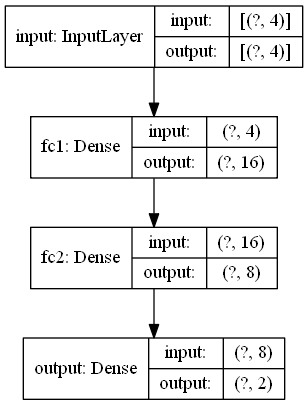 input: InputLayer
input:
[(?, 4)]
output:
[(?, 4)]
fc1: Dense
input:
(?, 4)
output:
(?, 16)
fc2: Dense
input:
(?, 16)
output:
(?, 8)
output: Dense
input:
(?, 8)
output:
(?, 2)